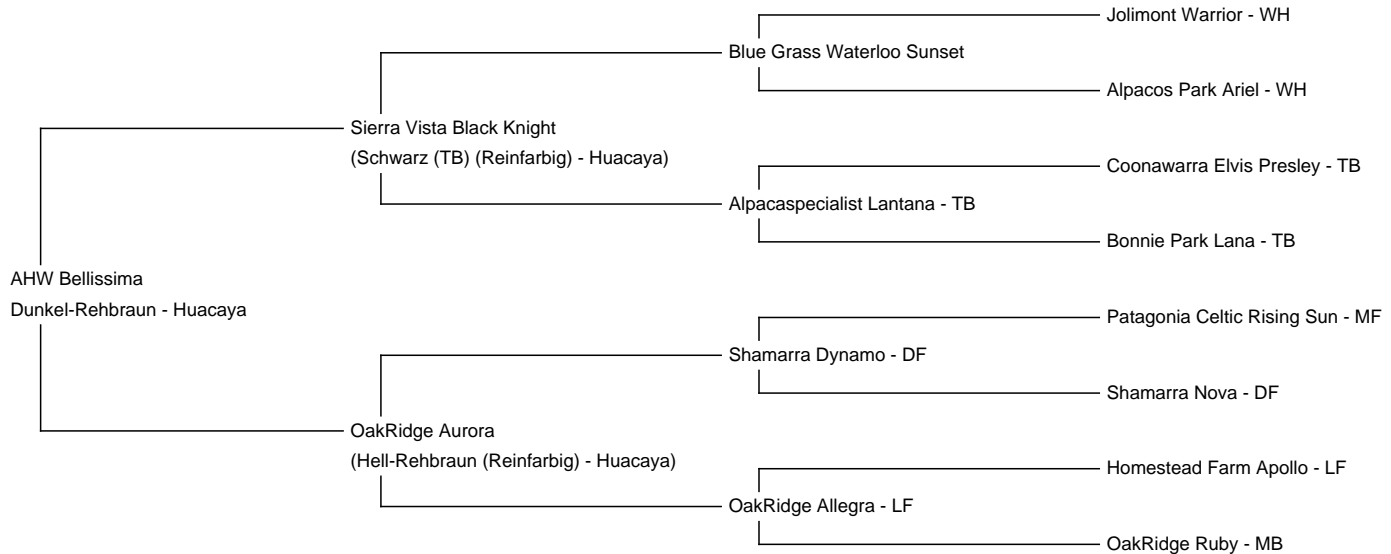 Jolimont Warrior - WH
Blue Grass Waterloo Sunset
Alpacos Park Ariel - WH
Sierra Vista Black Knight
(Schwarz (TB) (Reinfarbig) - Huacaya)
Coonawarra Elvis Presley - TB
Alpacaspecialist Lantana - TB
Bonnie Park Lana - TB
AHW Bellissima
Dunkel-Rehbraun - Huacaya
Patagonia Celtic Rising Sun - MF
Shamarra Dynamo - DF
Shamarra Nova - DF
OakRidge Aurora
(Hell-Rehbraun (Reinfarbig) - Huacaya)
Homestead Farm Apollo - LF
OakRidge Allegra - LF
OakRidge Ruby - MB